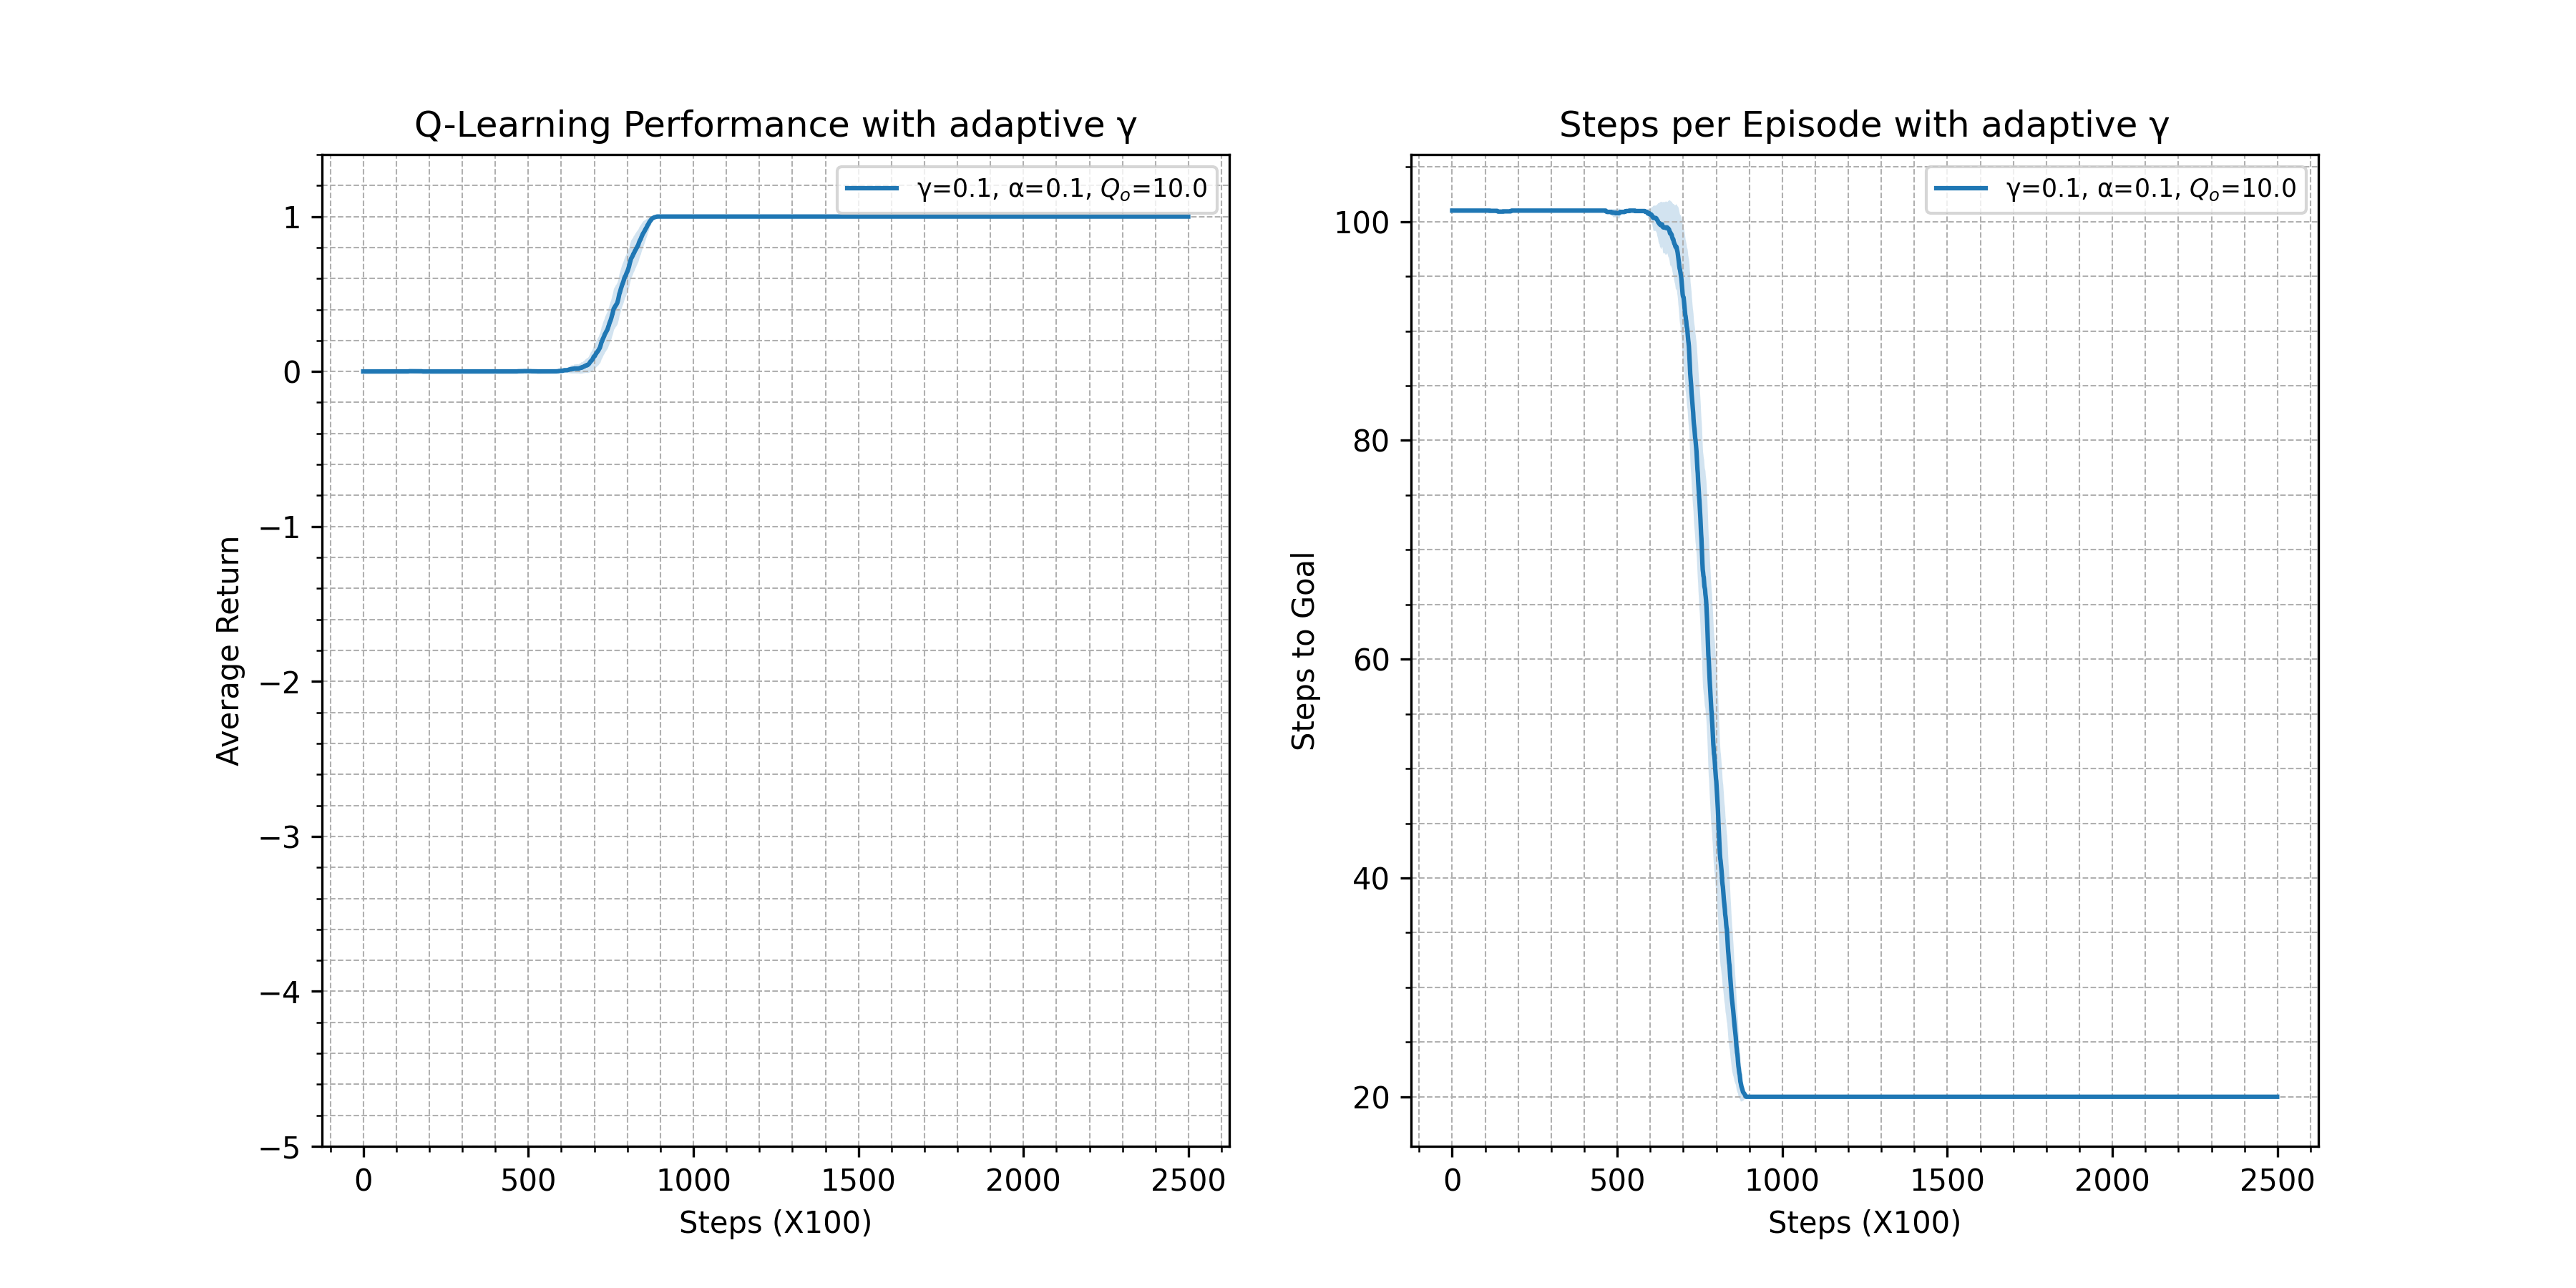 Q-Learning Performance with adaptive γ
γ=0.1, α=0.1, Qₒ=10.0
Average Return
1
0
−1
−2
−3
−4
−5
0 500 1000 1500 2000 2500
Steps (X100)
Steps per Episode with adaptive γ
γ=0.1, α=0.1, Qₒ=10.0
Steps to Goal
100
80
60
40
20
0 500 1000 1500 2000 2500
Steps (X100)